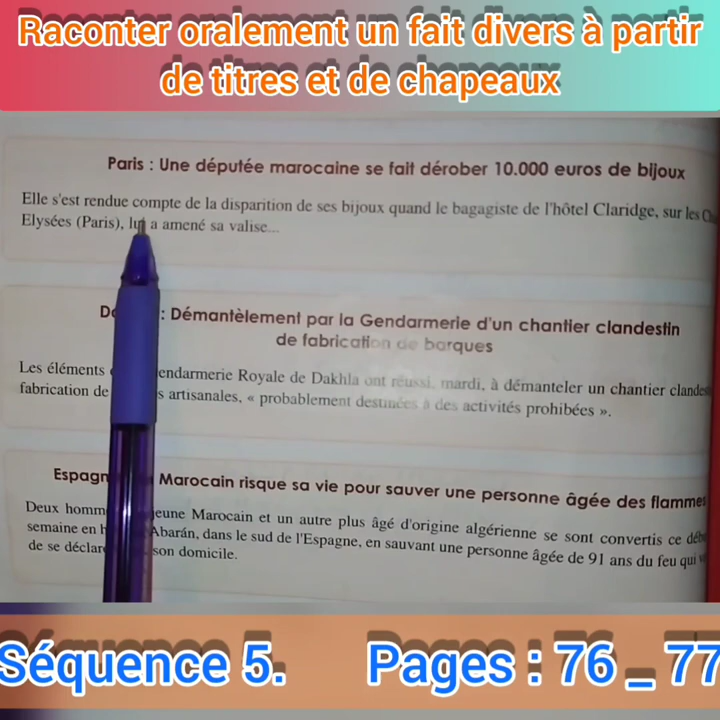 Raconter oralement un fait divers à partir
de titres et de chapeaux
Paris : Une députée marocaine se fait dérober 10.000 euros de bijoux
Elle s'est rendue compte de la disparition de ses bijoux quand le bagagiste de l'hôtel Claridge, sur les
Elysées (Paris), lui a amené sa valise...
: Démantèlement par la Gendarmerie d'un chantier clandestin
de fabrication de barques
Les éléments endarmerie Royale de Dakhla ont réussi, mardi, à démanteler un chantier
fabrication de s artisanales, « probablement destinées à des activités prohibées ».
Espagn Marocain risque sa vie pour sauver une personne âgée des flammes
Deux homm jeune Marocain et un autre plus âgé d'origine algérienne se sont convertis ce
semaine en h Abarán, dans le sud de l'Espagne, en sauvant une personne âgée de 91 ans du feu qui
de se déclar son domicile.
Séquence 5. Pages : 76 _ 77